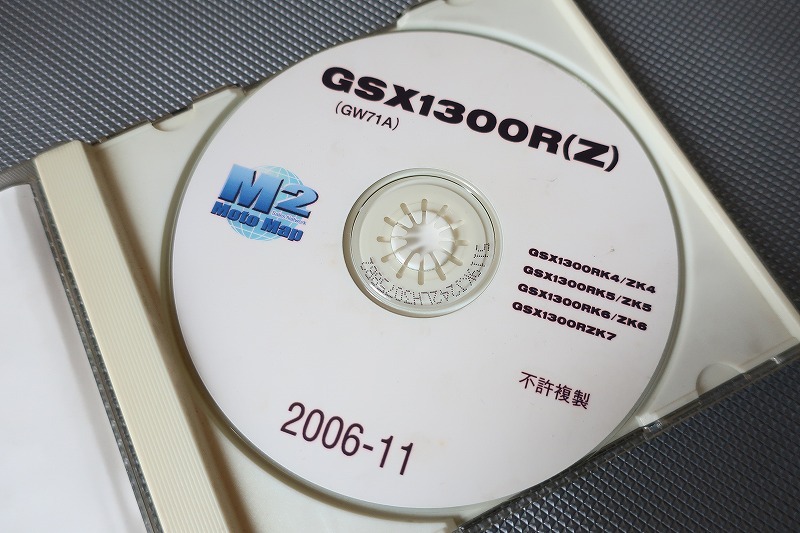 GSX1300R(Z)
(GW71A)
M2
Moto Map
GSX1300RK4/ZK4
GSX1300RK5/ZK5
GSX1300RK6/ZK6
GSX1300RZK7
不許複製
2006-11